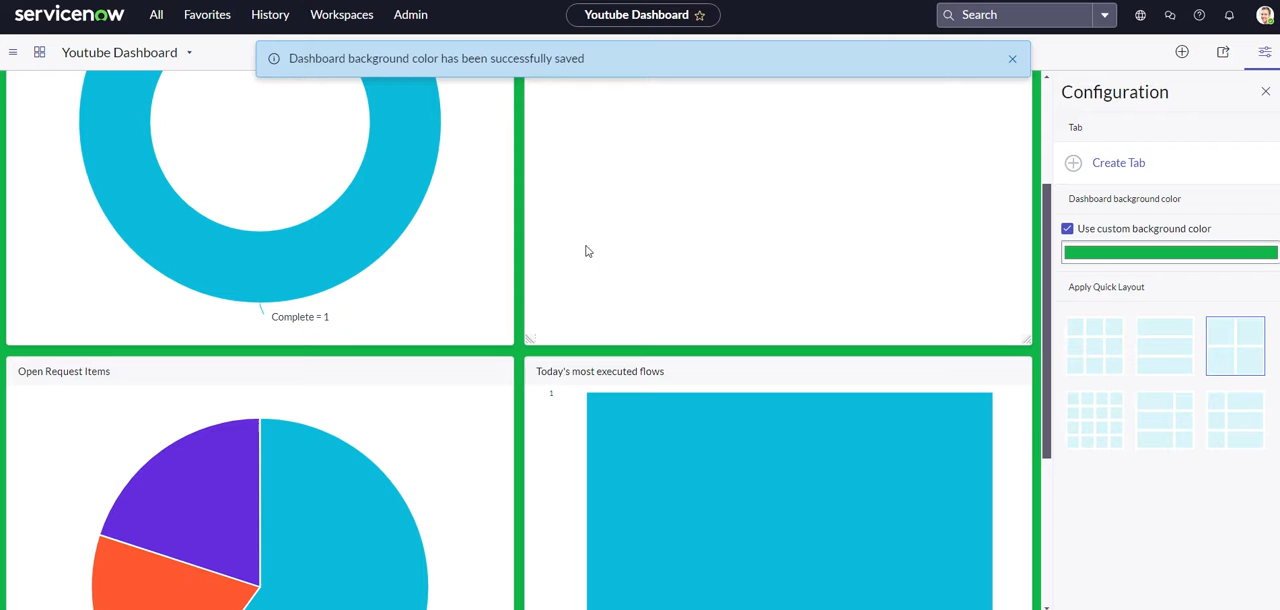 servicenow All Favorites History Workspaces Admin Youtube Dashboard Search
Youtube Dashboard
Dashboard background color has been successfully saved
Configuration
Tab
Create Tab
Dashboard background color
Use custom background color
Apply Quick Layout
Complete = 1
Open Request Items
Today's most executed flows
1